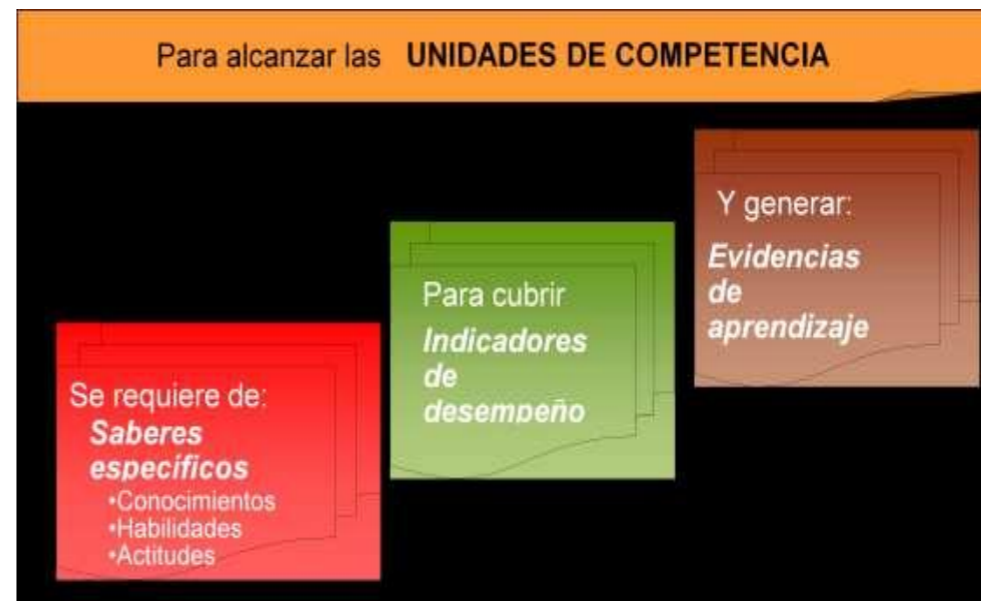 Para alcanzar las UNIDADES DE COMPETENCIA
Se requiere de:
Saberes
específicos
•Conocimientos
•Habilidades
•Actitudes
Para cubrir
Indicadores
de
desempeño
Y generar:
Evidencias
de
aprendizaje